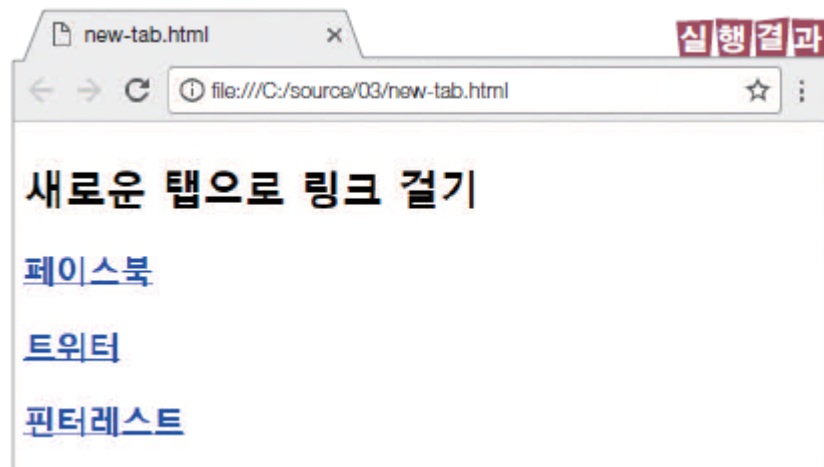 new-tab.html
실행결과
file:///C:/source/03/new-tab.html
새로운 탭으로 링크 걸기
페이스북
트위터
핀터레스트